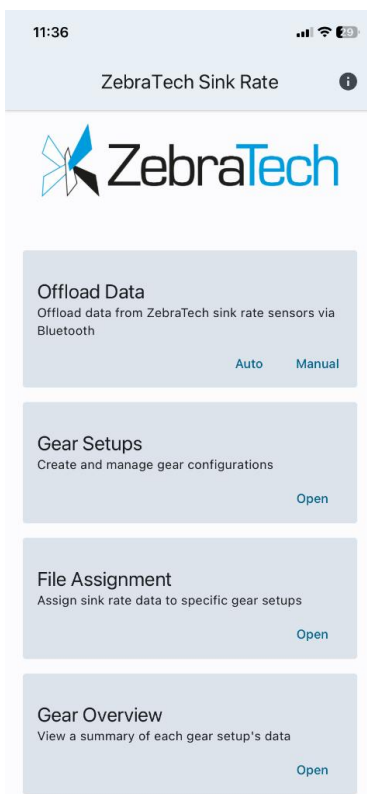 11:36
29
ZebraTech Sink Rate
ZebraTech
Offload Data
Offload data from ZebraTech sink rate sensors via
Bluetooth
Auto Manual
Gear Setups
Create and manage gear configurations
Open
File Assignment
Assign sink rate data to specific gear setups
Open
Gear Overview
View a summary of each gear setup's data
Open